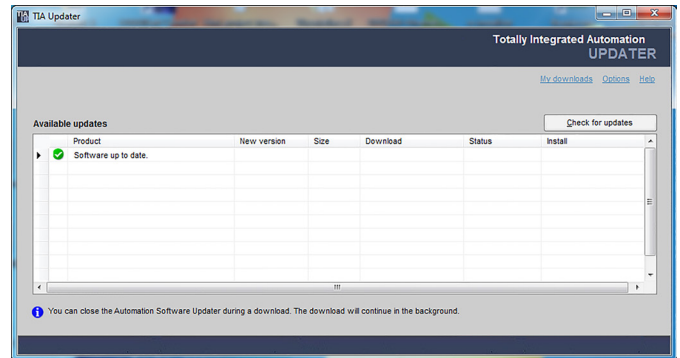 TIA Updater
Totally Integrated Automation
UPDATER
My downloads Options Help
Available updates
Check for updates
Product New version Size Download Status Install
Software up to date.
You can close the Automation Software Updater during a download. The download will continue in the background.